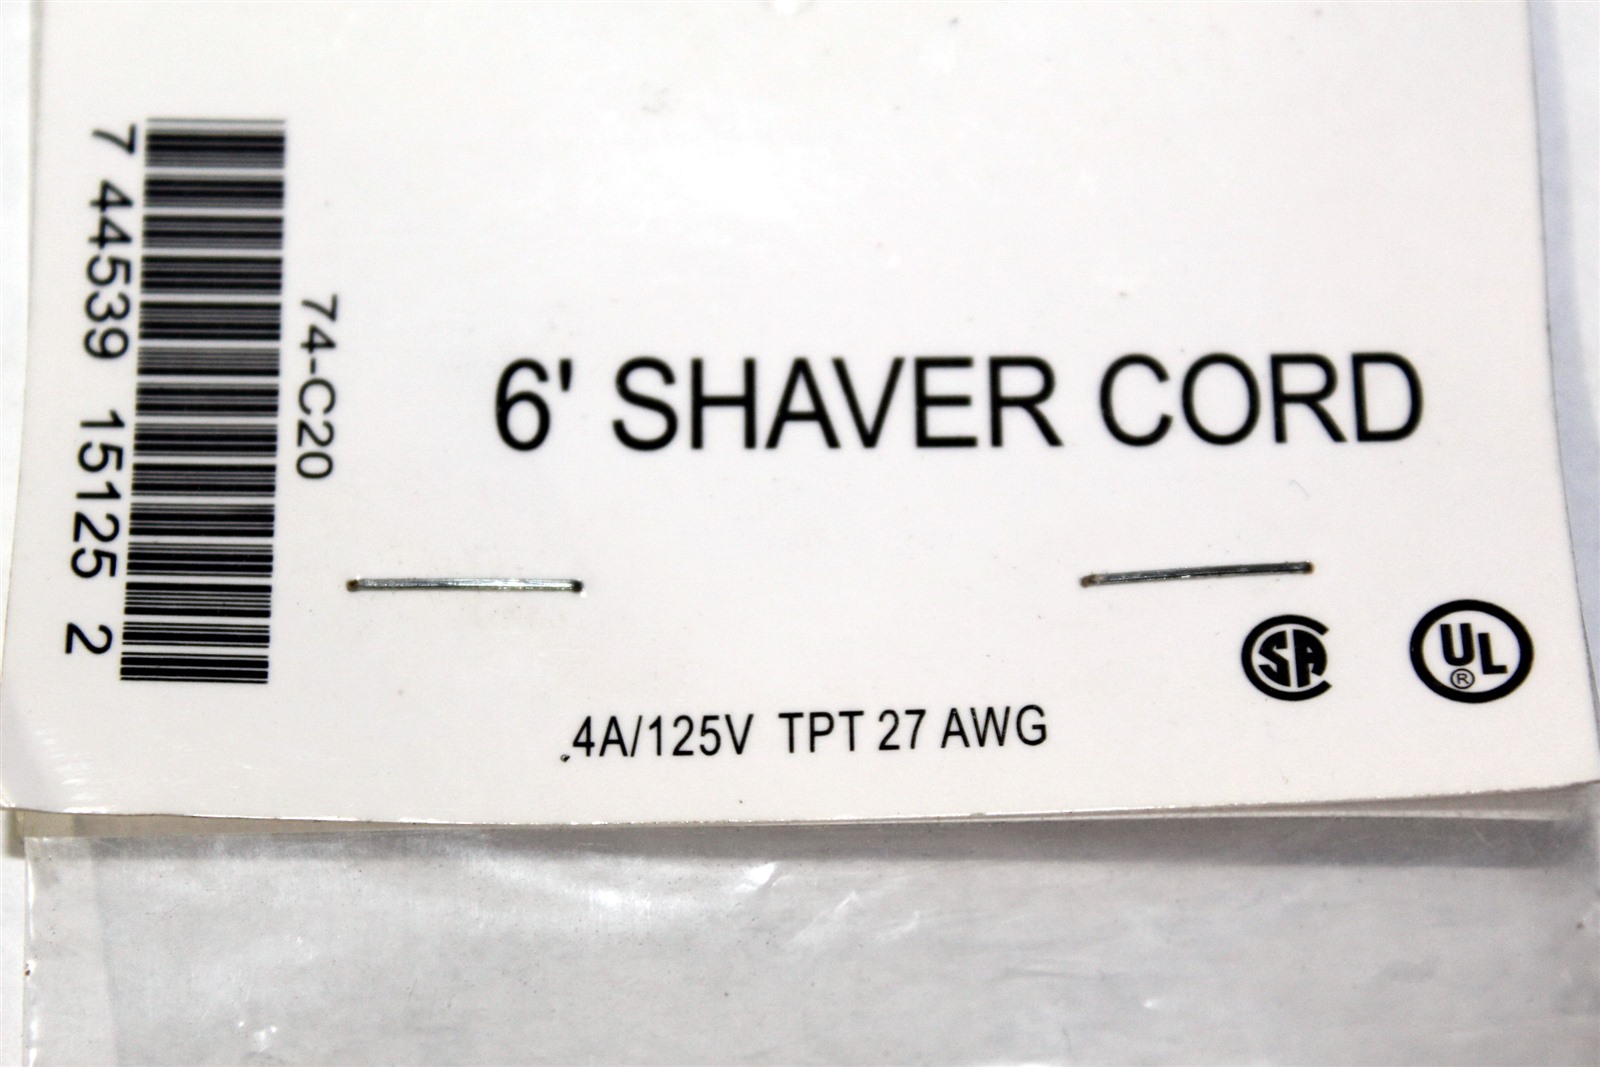 7 44539 15125 2
74-C20
6' SHAVER CORD
SA
UL
®
.4A/125V TPT 27 AWG